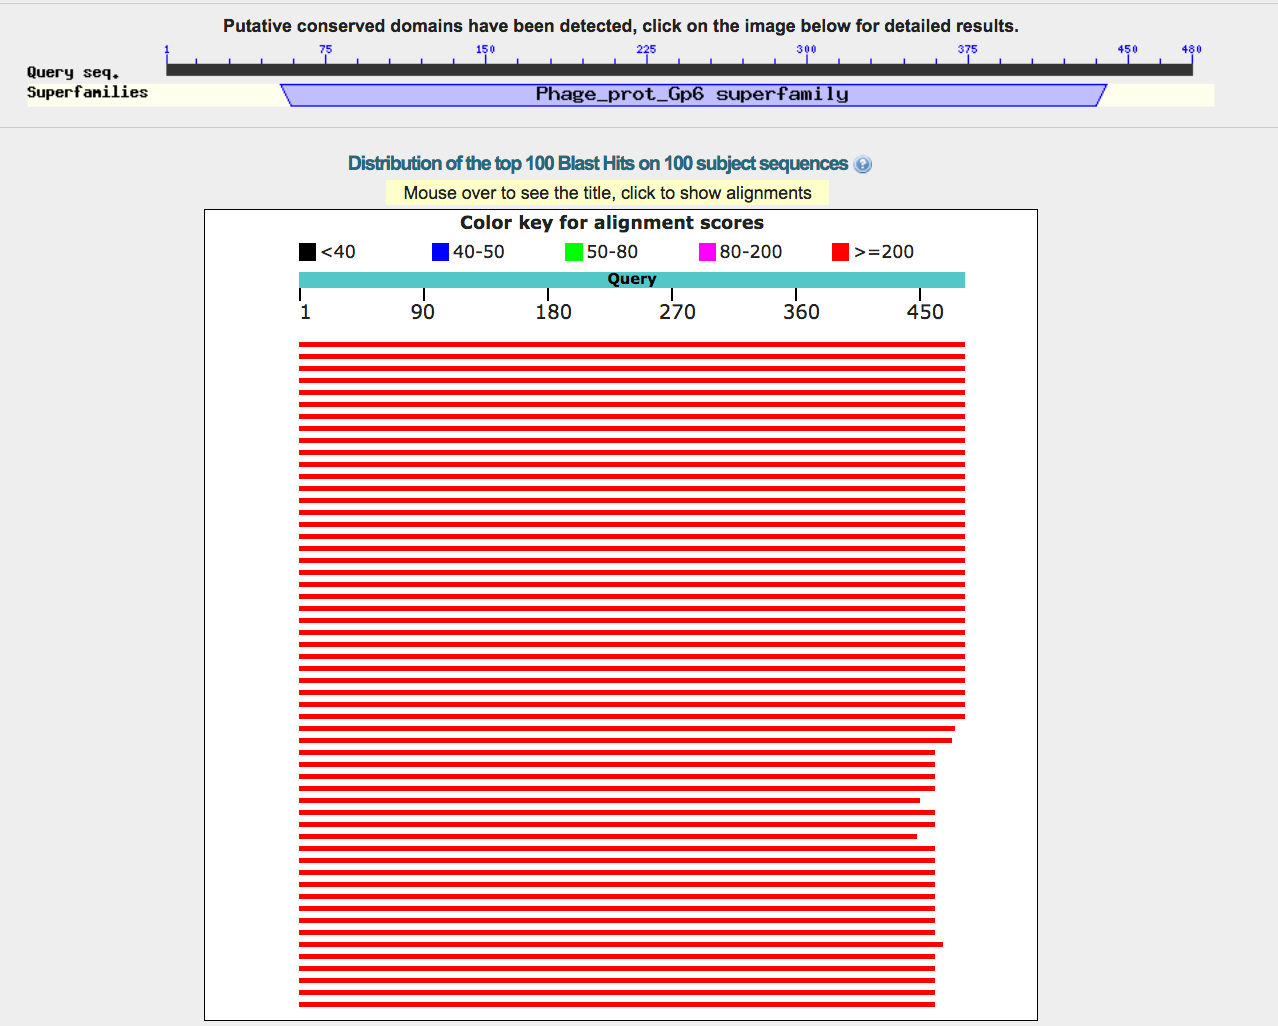 Putative conserved domains have been detected, click on the image below for detailed results.
1 75 150 225 300 375 450 480
Query seq.
Superfamilies Phage_prot_Gp6 superfamily
Distribution of the top 100 Blast Hits on 100 subject sequences ?
Mouse over to see the title, click to show alignments
Color key for alignment scores
<40 40-50 50-80 80-200 >=200
Query
1 90 180 270 360 450